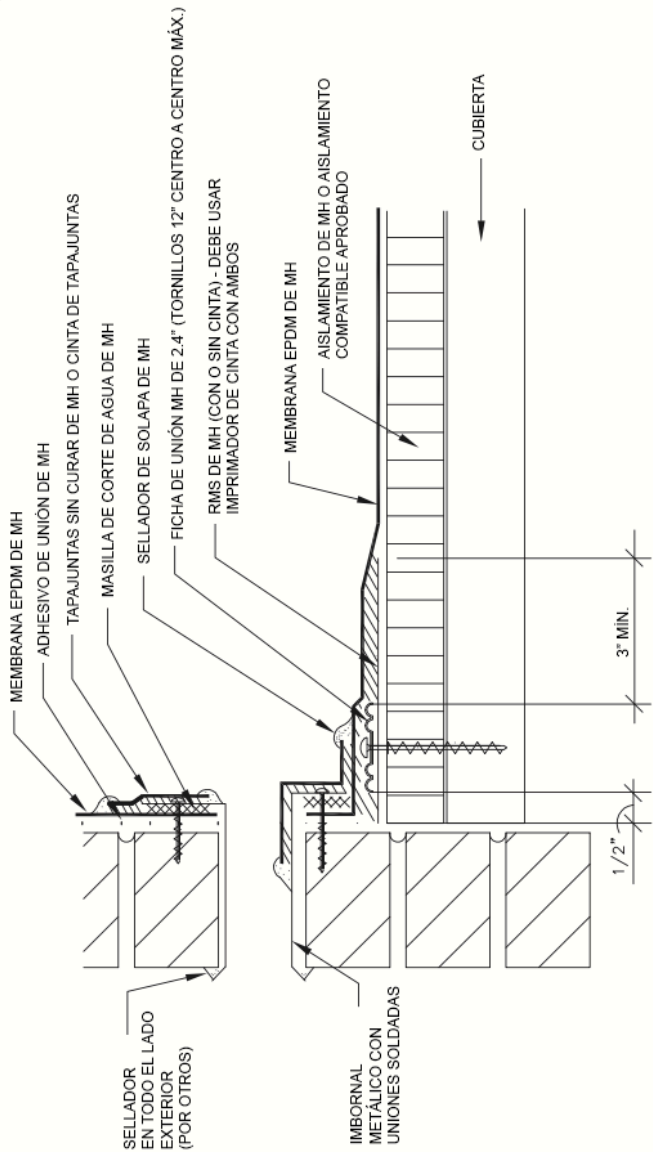 MEMBRANA EPDM DE MH
ADHESIVO DE UNIÓN DE MH
TAPAJUNTAS SIN CURAR DE MH O CINTA DE TAPAJUNTAS
MASILLA DE CORTE DE AGUA DE MH
SELLADOR DE SOLAPA DE MH
FICHA DE UNIÓN MH DE 2.4" (TORNILLOS 12" CENTRO A CENTRO MÁX.)
RMS DE MH (CON O SIN CINTA) - DEBE USAR
IMPRIMADOR DE CINTA CON AMBOS
MEMBRANA EPDM DE MH
AISLAMIENTO DE MH O AISLAMIENTO
COMPATIBLE APROBADO
CUBIERTA
SELLADOR
EN TODO EL LADO
EXTERIOR
(POR OTROS)
IMBORNAL
METÁLICO CON
UNIONES SOLDADAS
1/2"
3" MÍN.